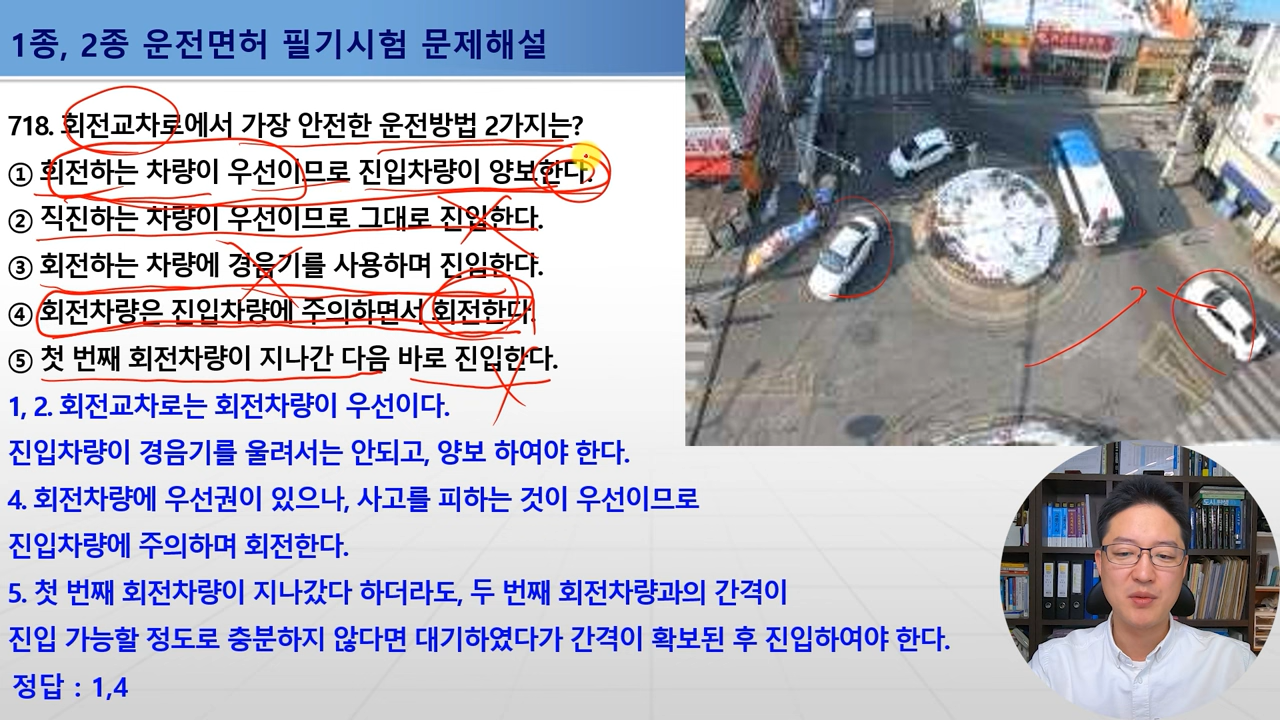 1종, 2종 운전면허 필기시험 문제해설
718. 회전교차로에서 가장 안전한 운전방법 2가지는?
① 회전하는 차량이 우선이므로 진입차량이 양보한다.
② 직진하는 차량이 우선이므로 그대로 진입한다.
③ 회전하는 차량에 경음기를 사용하며 진입한다.
④ 회전차량은 진입차량에 주의하면서 회전한다.
⑤ 첫 번째 회전차량이 지나간 다음 바로 진입한다.
1, 2. 회전교차로는 회전차량이 우선이다.
진입차량이 경음기를 울려서는 안되고, 양보 하여야 한다.
4. 회전차량에 우선권이 있으나, 사고를 피하는 것이 우선이므로
진입차량에 주의하며 회전한다.
5. 첫 번째 회전차량이 지나갔다 하더라도, 두 번째 회전차량과의 간격이
진입 가능할 정도로 충분하지 않다면 대기하였다가 간격이 확보된 후 진입하여야 한다.
정답 : 1,4